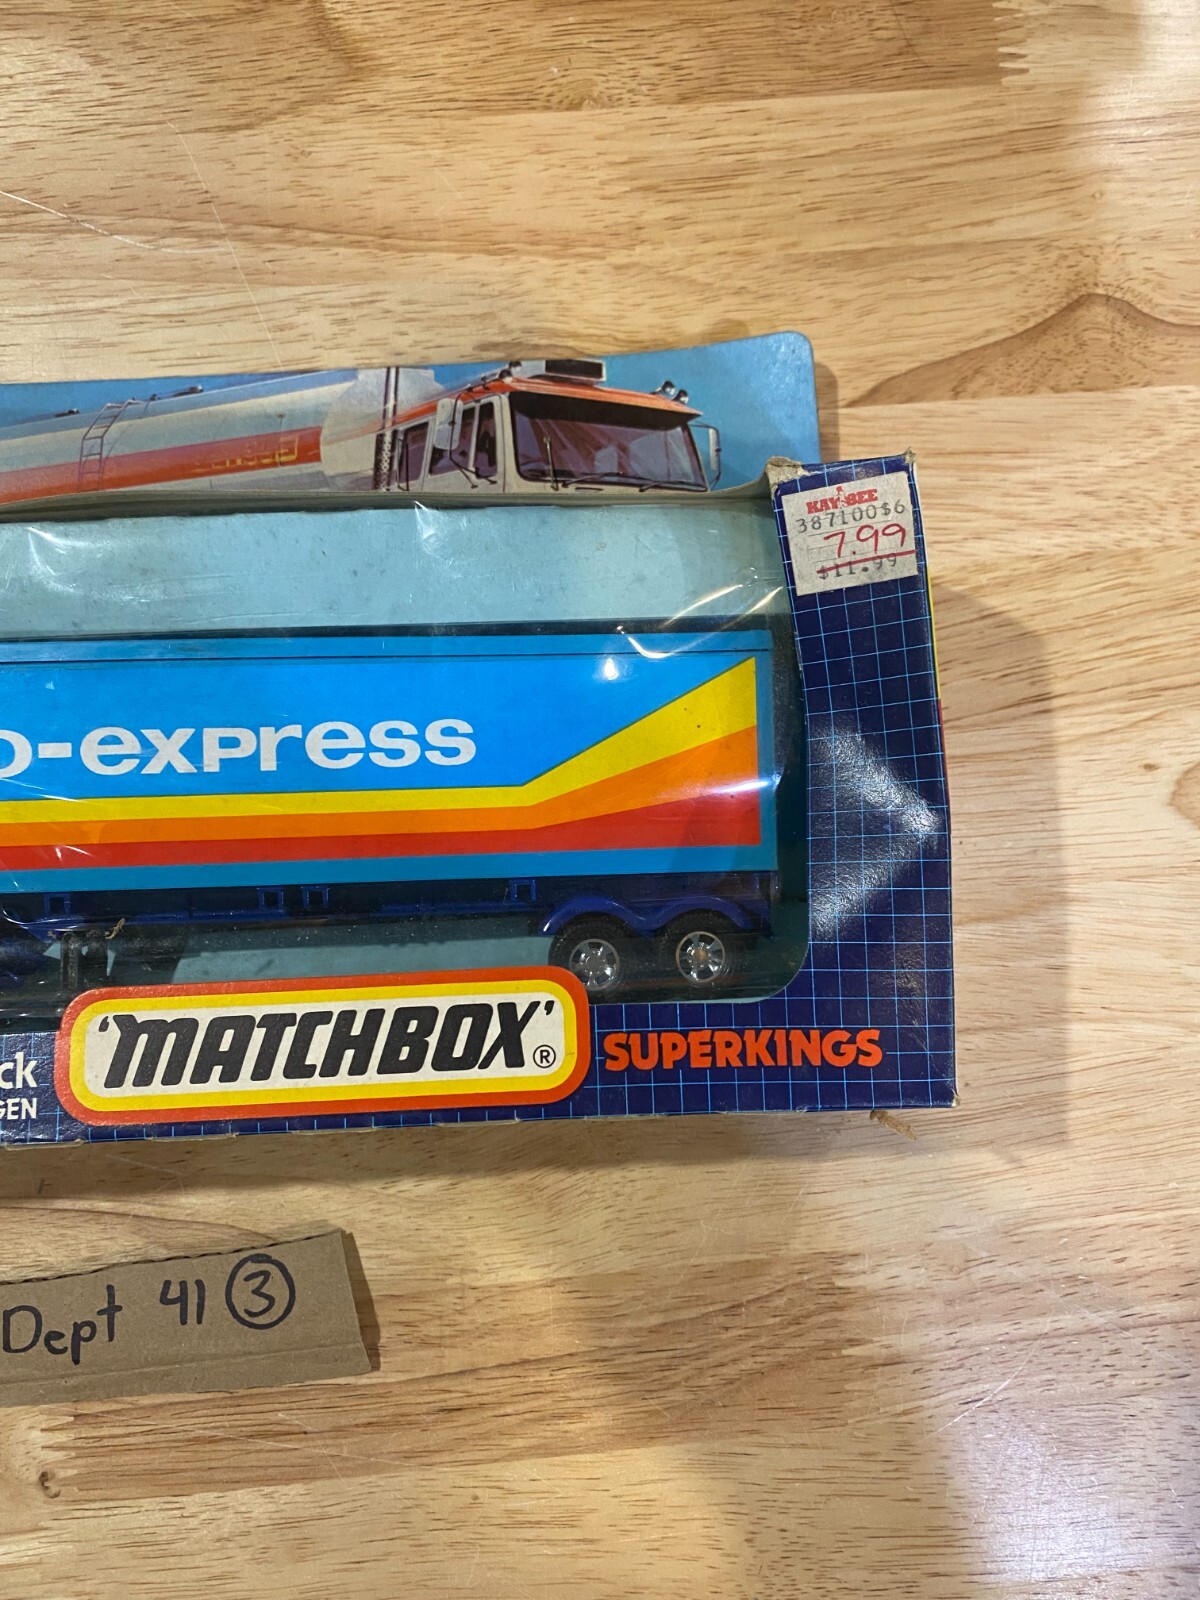 KAY BEE
387100$6
7.99
$11.99
o-express
'MATCHBOX'®
SUPERKINGS
ck
GEN
Dept 41 3